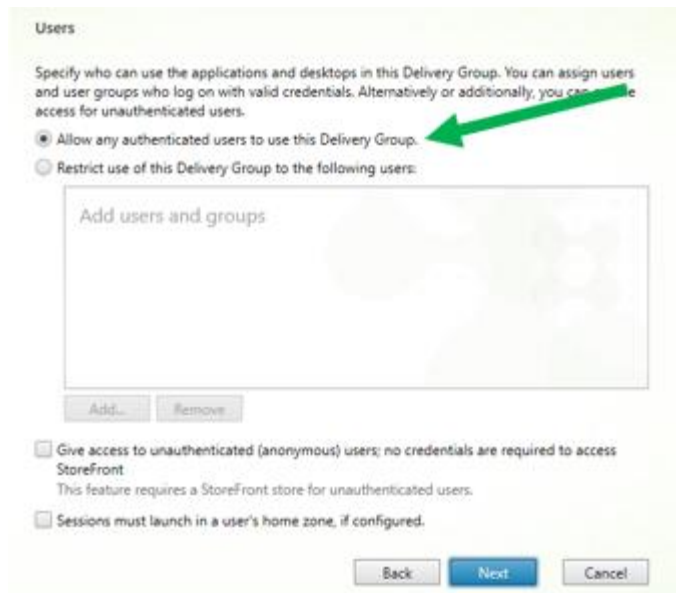 Users
Specify who can use the applications and desktops in this Delivery Group. You can assign users
and user groups who log on with valid credentials. Alternatively or additionally, you can e
access for unauthenticated users.
Allow any authenticated users to use this Delivery Group.
Restrict use of this Delivery Group to the following users:
Add users and groups
Add... Remove
Give access to unauthenticated (anonymous) users; no credentials are required to access
StoreFront
This feature requires a StoreFront store for unauthenticated users.
Sessions must launch in a user's home zone, if configured.
Back Next Cancel